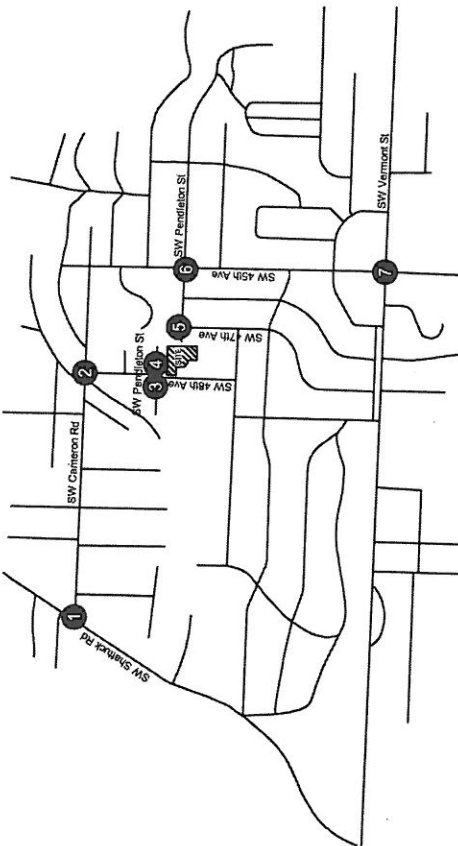 SW Pendleton St
SW Vermont St
6
SW 45th Ave
7
5
SW 47th Ave
SW Pendleton St
4
SITE
2
3
SW 48th Ave
SW Cameron Rd
1
SW Shattuck Rd